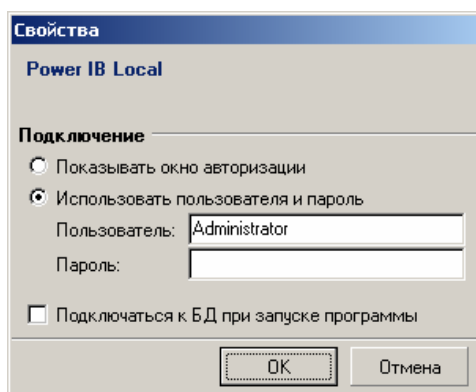 Свойства
Power IB Local
Подключение
Показывать окно авторизации
Использовать пользователя и пароль
Пользователь: Administrator
Пароль:
Подключаться к БД при запуске программы
OK Отмена